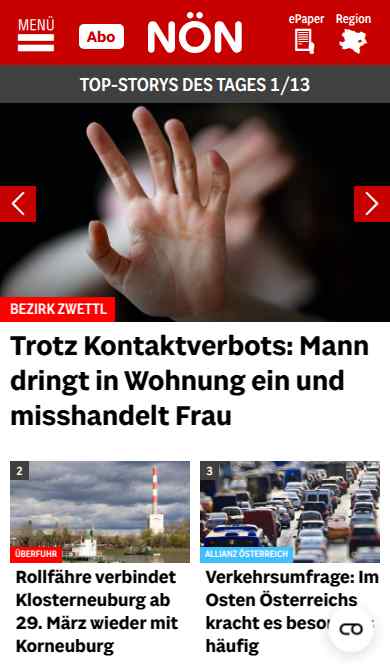 MENÜ
Abo
NÖN
ePaper
Region
TOP-STORYS DES TAGES 1/13
BEZIRK ZWETTL
Trotz Kontaktverbots: Mann
dringt in Wohnung ein und
misshandelt Frau
2
ÜBERFUHR
Rollfähre verbindet
Klosterneuburg ab
29. März wieder mit
Korneuburg
3
ALLIANZ ÖSTERREICH
Verkehrsumfrage: Im
Osten Österreichs
kracht es
häufig